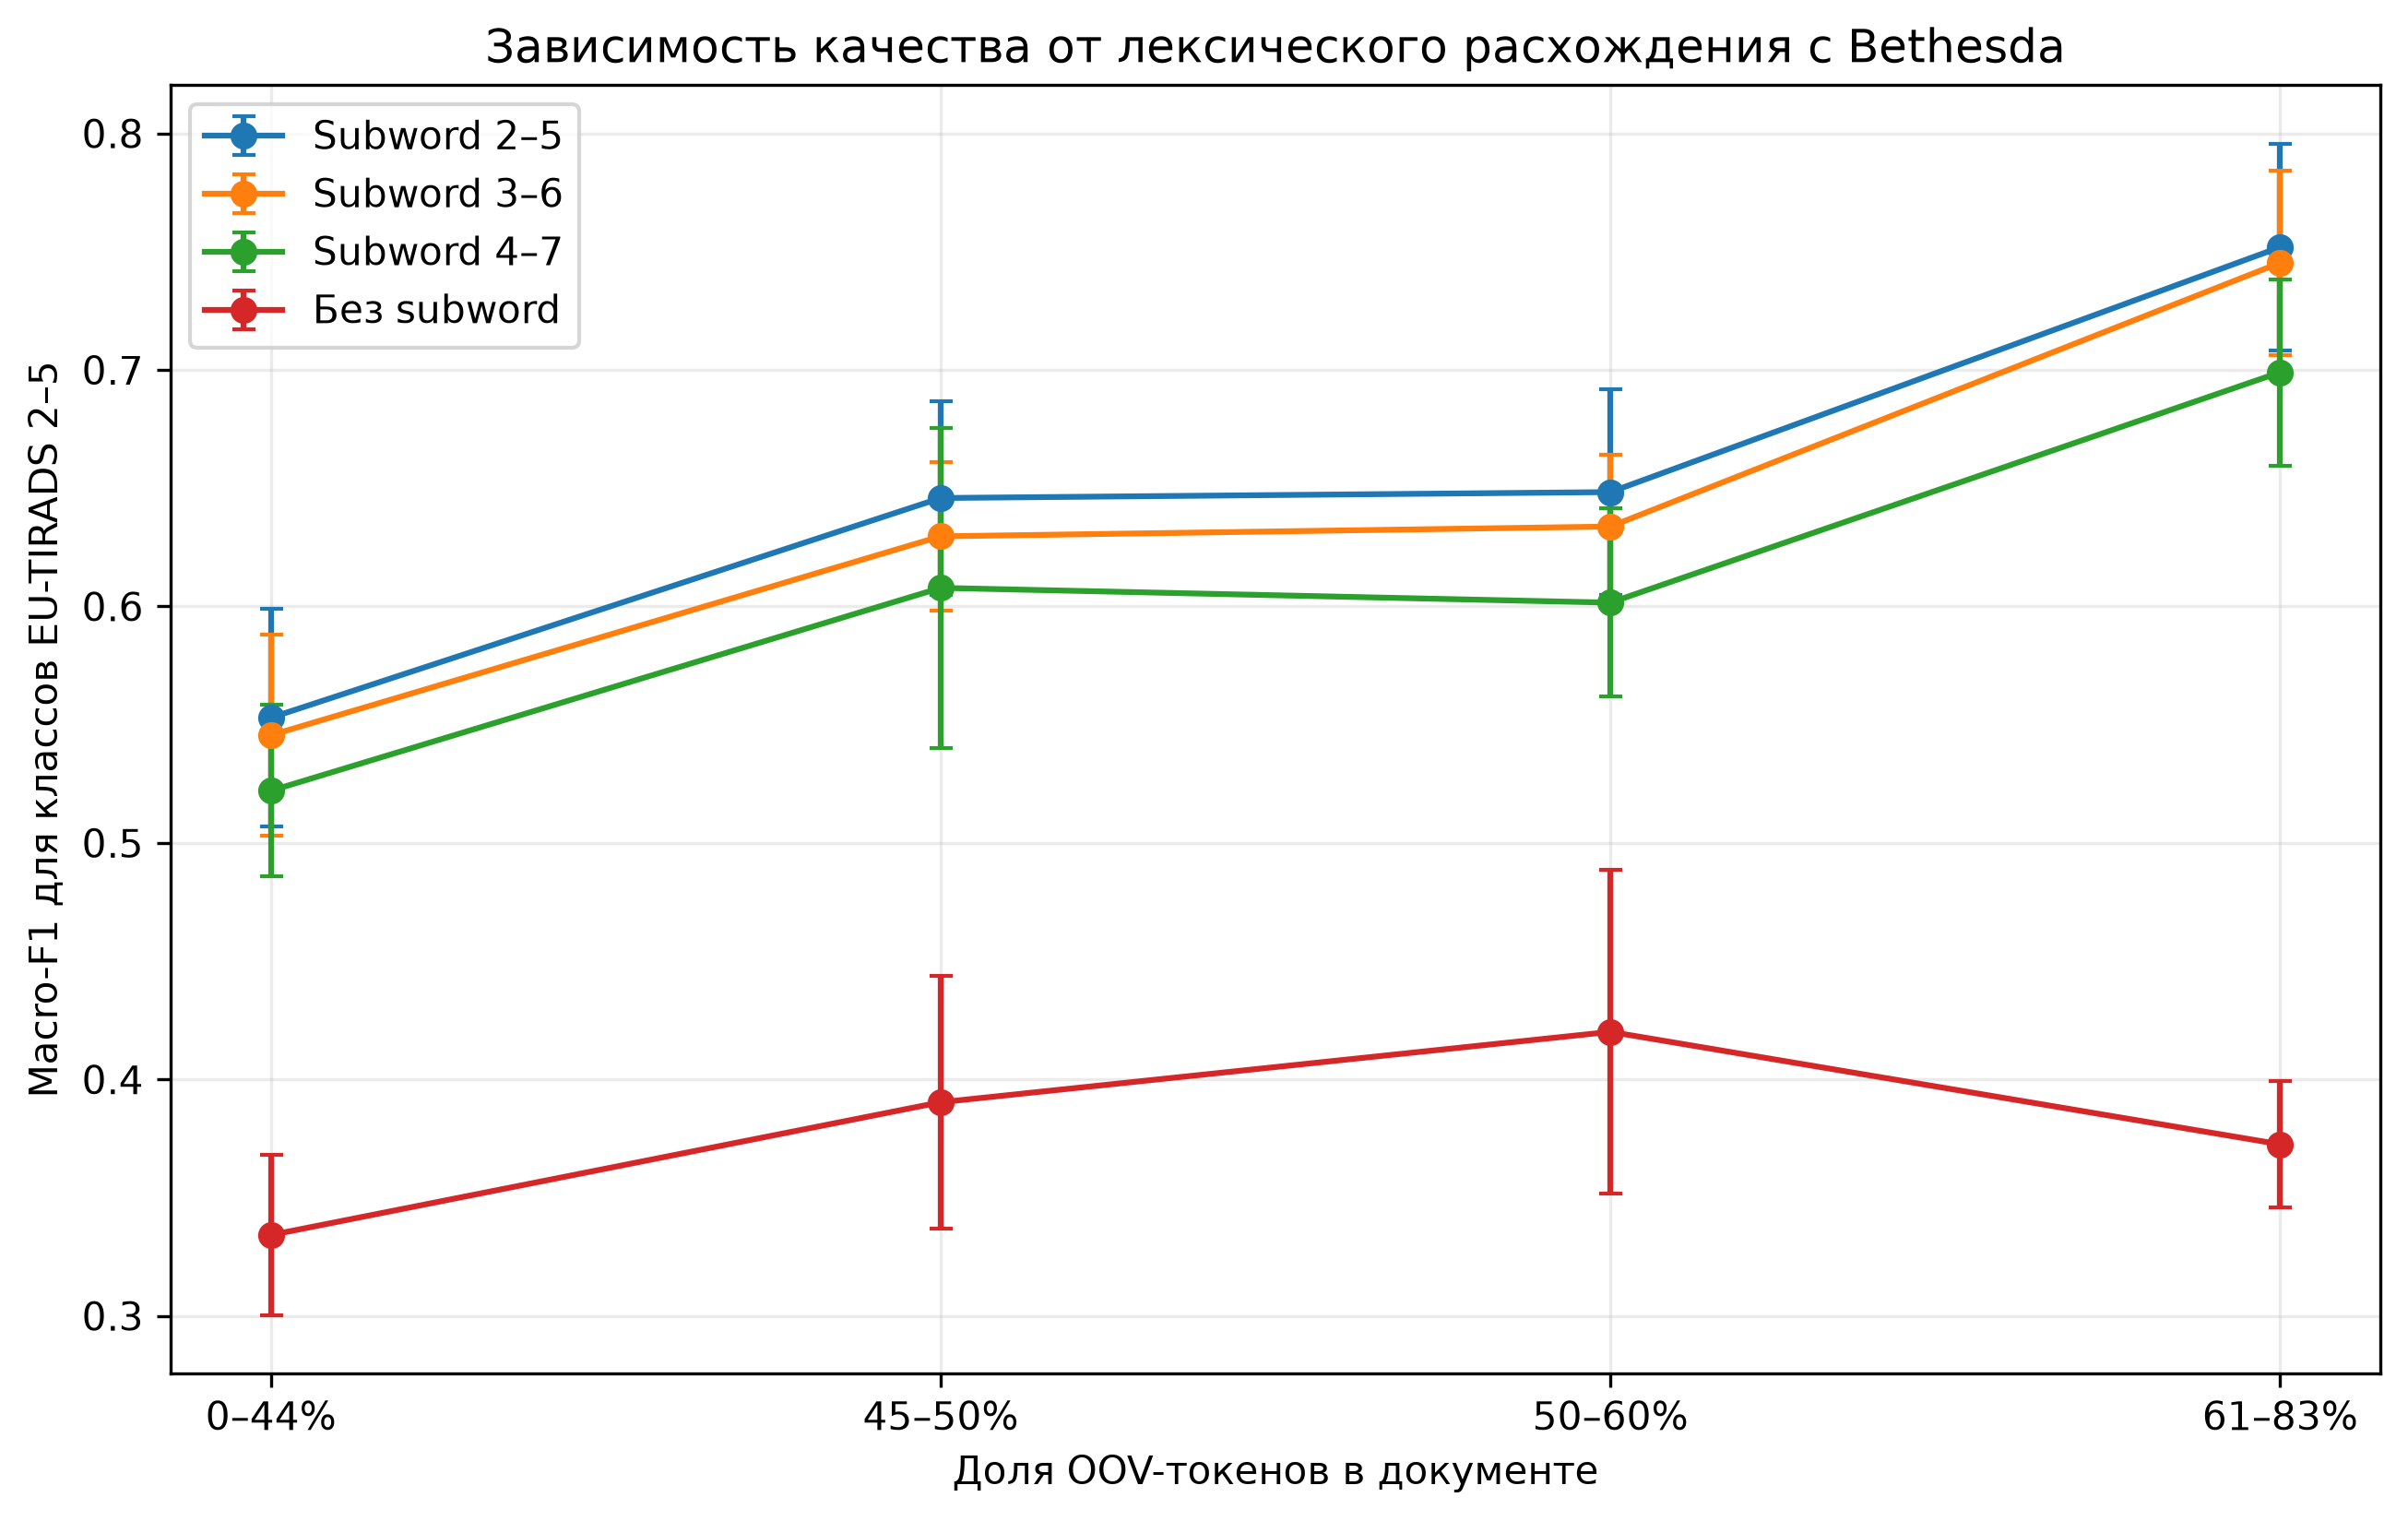 Зависимость качества от лексического расхождения с Bethesda
Subword 2–5
Subword 3–6
Subword 4–7
Без subword
Macro-F1 для классов EU-TIRADS 2–5
0.8
0.7
0.6
0.5
0.4
0.3
0–44%
45–50%
50–60%
61–83%
Доля OOV-токенов в документе